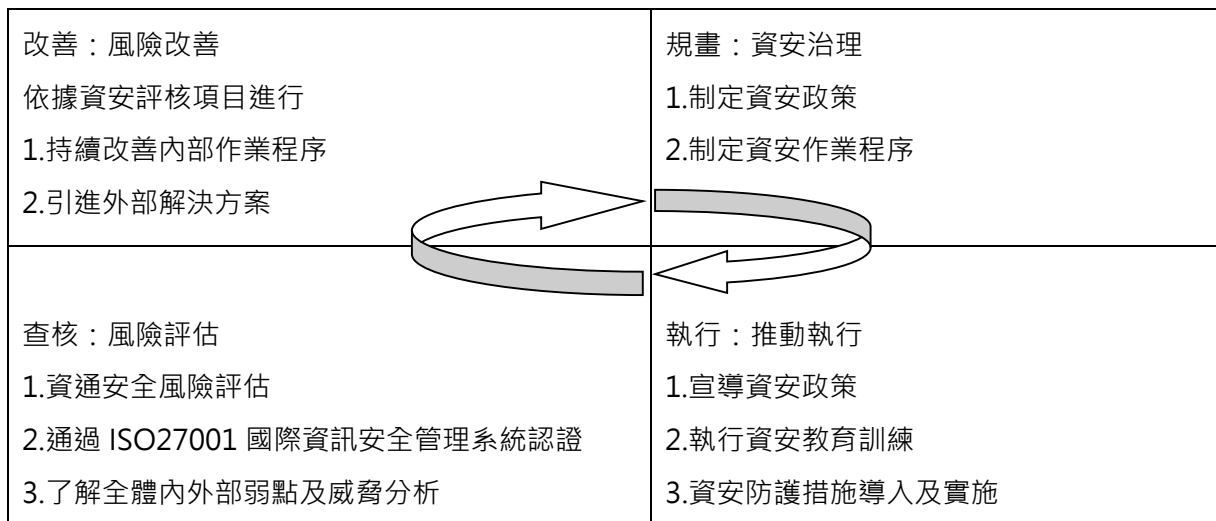 改善：風險改善
依據資安評核項目進行
1.持續改善內部作業程序
2.引進外部解決方案
規畫：資安治理
1.制定資安政策
2.制定資安作業程序
查核：風險評估
1.資通安全風險評估
2.通過 ISO27001 國際資訊安全管理系統認證
3.了解全體內外部弱點及威脅分析
執行：推動執行
1.宣導資安政策
2.執行資安教育訓練
3.資安防護措施導入及實施